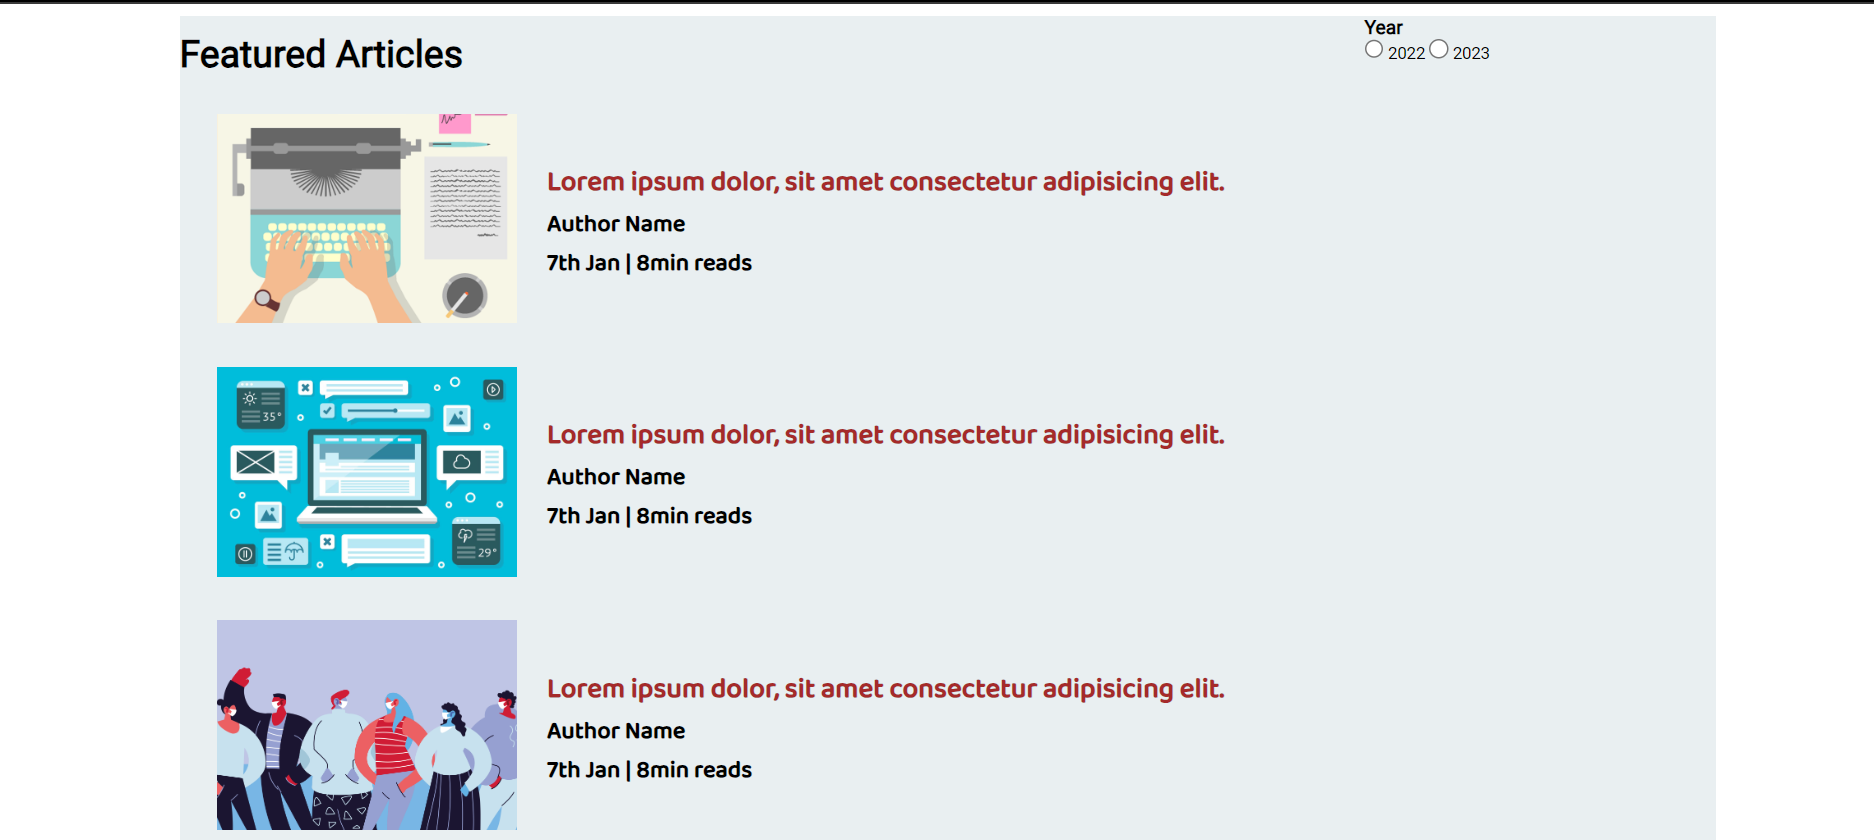 Featured Articles
Year
2022 2023
Lorem ipsum dolor, sit amet consectetur adipisicing elit.
Author Name
7th Jan | 8min reads
35°
29°
Lorem ipsum dolor, sit amet consectetur adipisicing elit.
Author Name
7th Jan | 8min reads
Lorem ipsum dolor, sit amet consectetur adipisicing elit.
Author Name
7th Jan | 8min reads